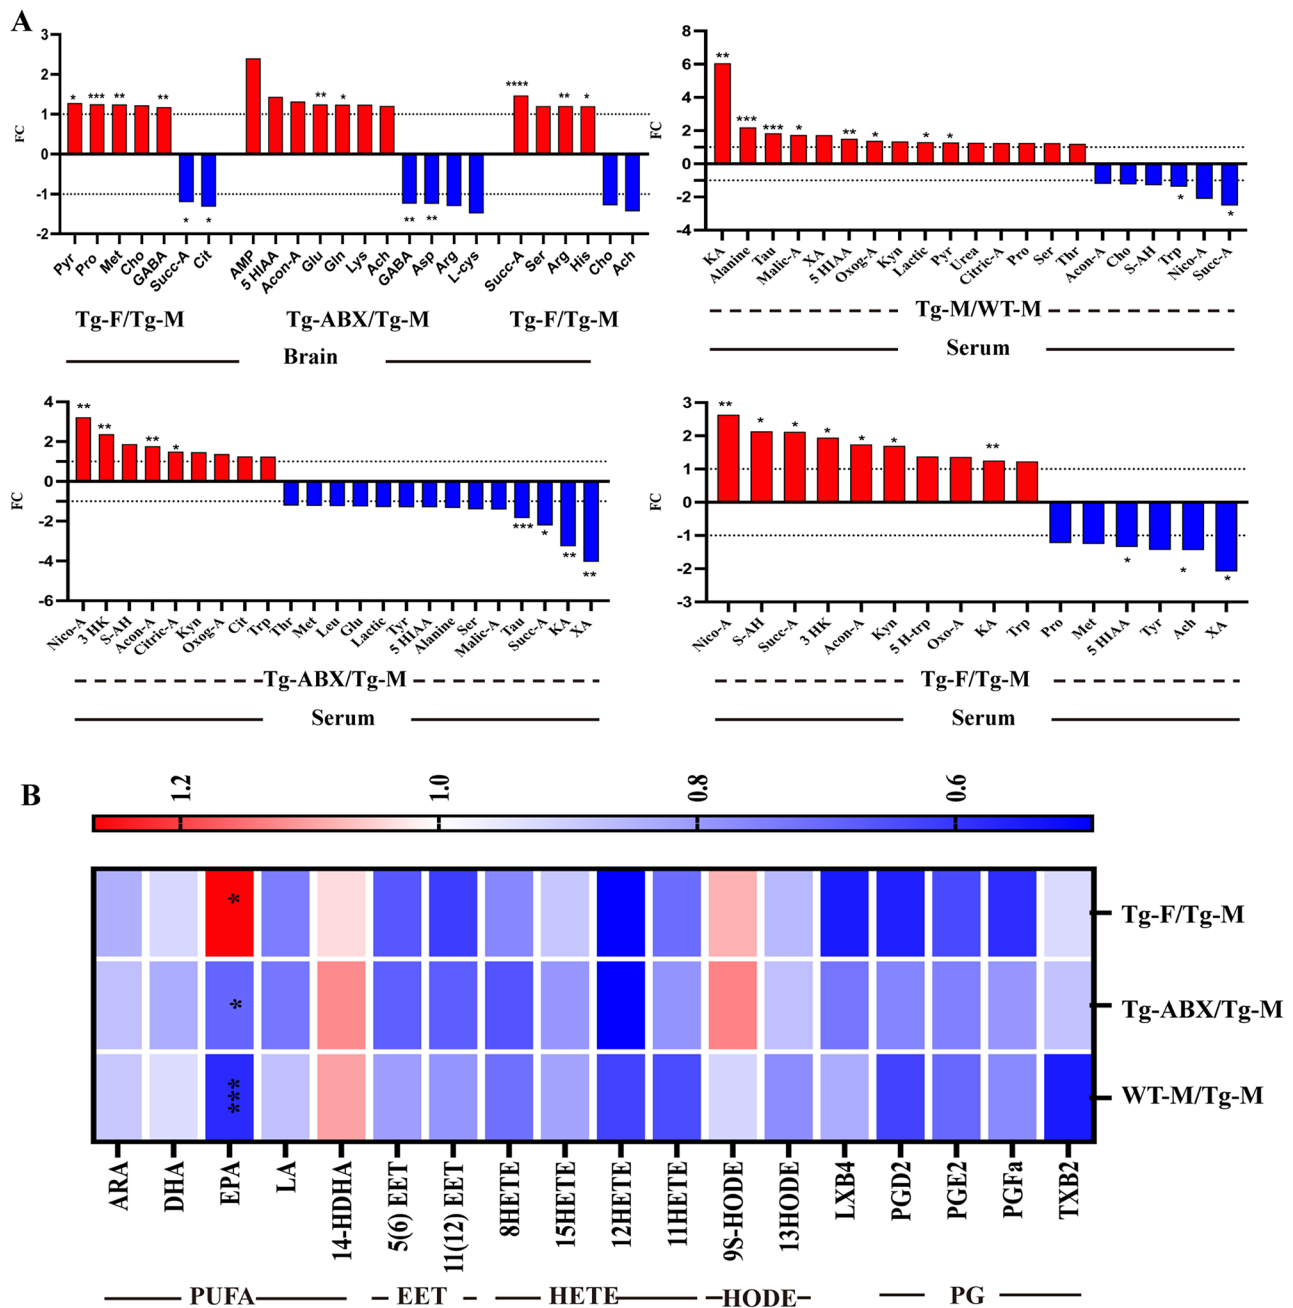 A
FC
3
2
1
0
-1
-2
* *** ** ** * * ** * **** ** * ** **
Pyr Pro Met Cho GABA Succ-A Cit AMP 5 HIAA Acon-A Glu Gln Lys Ach GABA Asp Arg L-cys Succ-A Ser Arg His Cho Ach
Tg-F/Tg-M Tg-ABX/Tg-M Tg-F/Tg-M
Brain
FC
8
6
4
2
0
-2
-4
** *** *** * ** * * * * *
KA Alanine Tau Malic-A XA 5 HIAA Oxog-A Kyn Lactic Pyr Urea Citric-A Pro Ser Thr Acon-A Cho S-AH Trp Nico-A Succ-A
Tg-M/WT-M
Serum
FC
4
2
0
-2
-4
-6
** ** ** * *** * ** **
Nico-A 3 HK S-AH Acon-A Citric-A Kyn Oxog-A Cit Trp Thr Met Leu Glu Lactic Tyr 5 HIAA Alanine Ser Malic-A Tau Succ-A KA XA
Tg-ABX/Tg-M
Serum
FC
3
2
1
0
-1
-2
-3
** * * * * * ** * * *
Nico-A S-AH Succ-A 3 HK Acon-A Kyn 5 H-trp Oxo-A KA Trp Pro Met 5 HIAA Tyr Ach XA
Tg-F/Tg-M
Serum
B
1.2 1.0 0.8 0.6
* Tg-F/Tg-M
* Tg-ABX/Tg-M
*** WT-M/Tg-M
ARA DHA EPA LA 14-HDHA 5(6) EET 11(12) EET 8HETE 15HETE 12HETE 11HETE 9S-HODE 13HODE LXB4 PGD2 PGE2 PGFa TXB2
PUFA EET HETE HODE PG